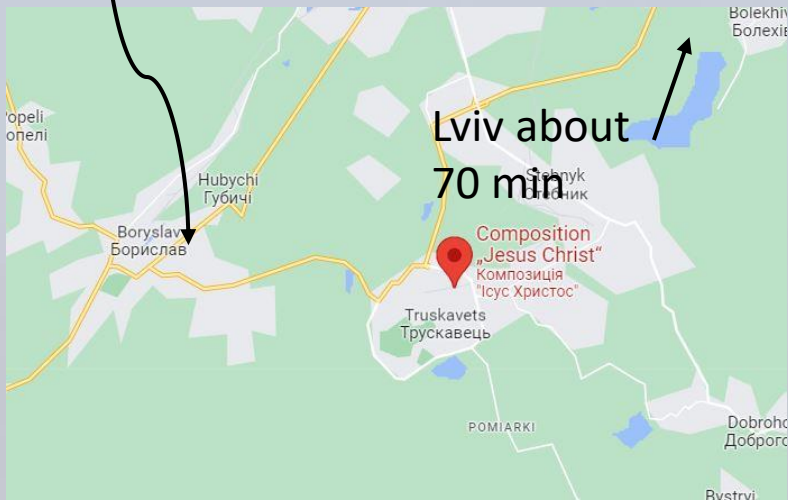 Bolekhiv
Болехів
Popeli
опелі
Lviv about
70 min
Stebnyk
Стебник
Hubychi
Губичі
Boryslav
Борислав
Composition
„Jesus Christ“
Композиція
"Ісус Христос"
Truskavets
Трускавець
POMIARKI
Dobroho
Доброго
Bystryi